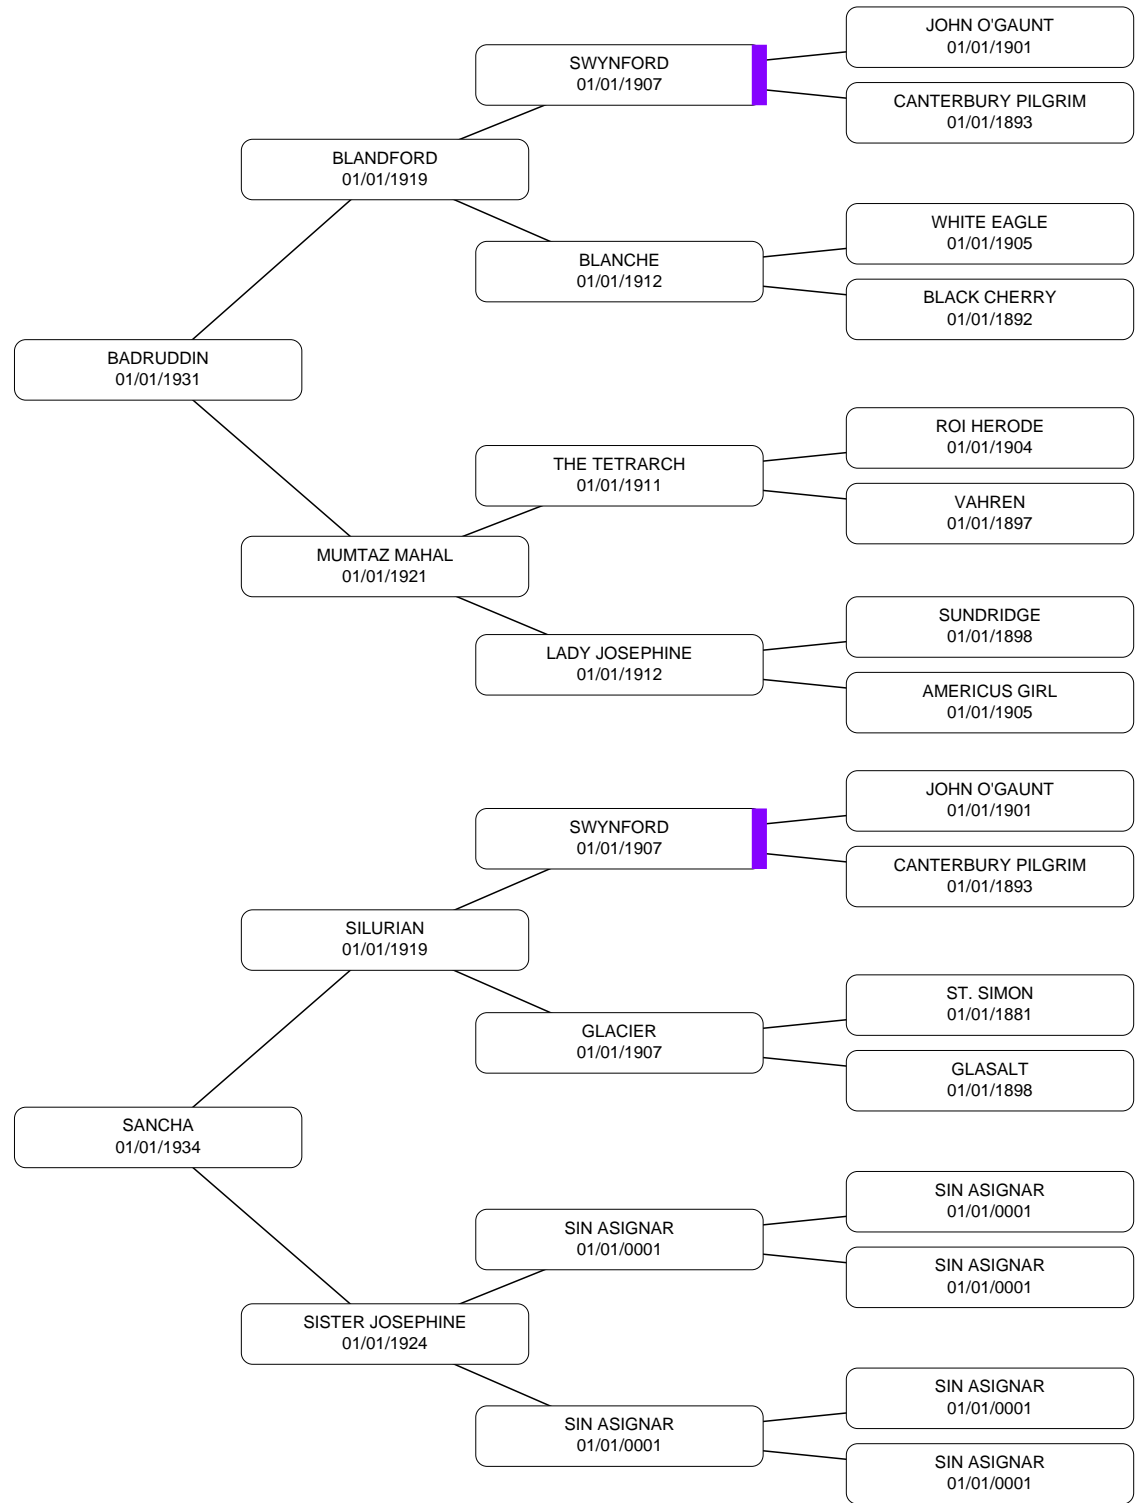 JOHN O'GAUNT
01/01/1901
SWYNFORD
01/01/1907
CANTERBURY PILGRIM
01/01/1893
BLANDFORD
01/01/1919
WHITE EAGLE
01/01/1905
BLANCHE
01/01/1912
BLACK CHERRY
01/01/1892
BADRUDDIN
01/01/1931
ROI HERODE
01/01/1904
THE TETRARCH
01/01/1911
VAHREN
01/01/1897
MUMTAZ MAHAL
01/01/1921
SUNDRIDGE
01/01/1898
LADY JOSEPHINE
01/01/1912
AMERICUS GIRL
01/01/1905
JOHN O'GAUNT
01/01/1901
SWYNFORD
01/01/1907
CANTERBURY PILGRIM
01/01/1893
SILURIAN
01/01/1919
ST. SIMON
01/01/1881
GLACIER
01/01/1907
GLASALT
01/01/1898
SANCHA
01/01/1934
SIN ASIGNAR
01/01/0001
SIN ASIGNAR
01/01/0001
SIN ASIGNAR
01/01/0001
SISTER JOSEPHINE
01/01/1924
SIN ASIGNAR
01/01/0001
SIN ASIGNAR
01/01/0001
SIN ASIGNAR
01/01/0001